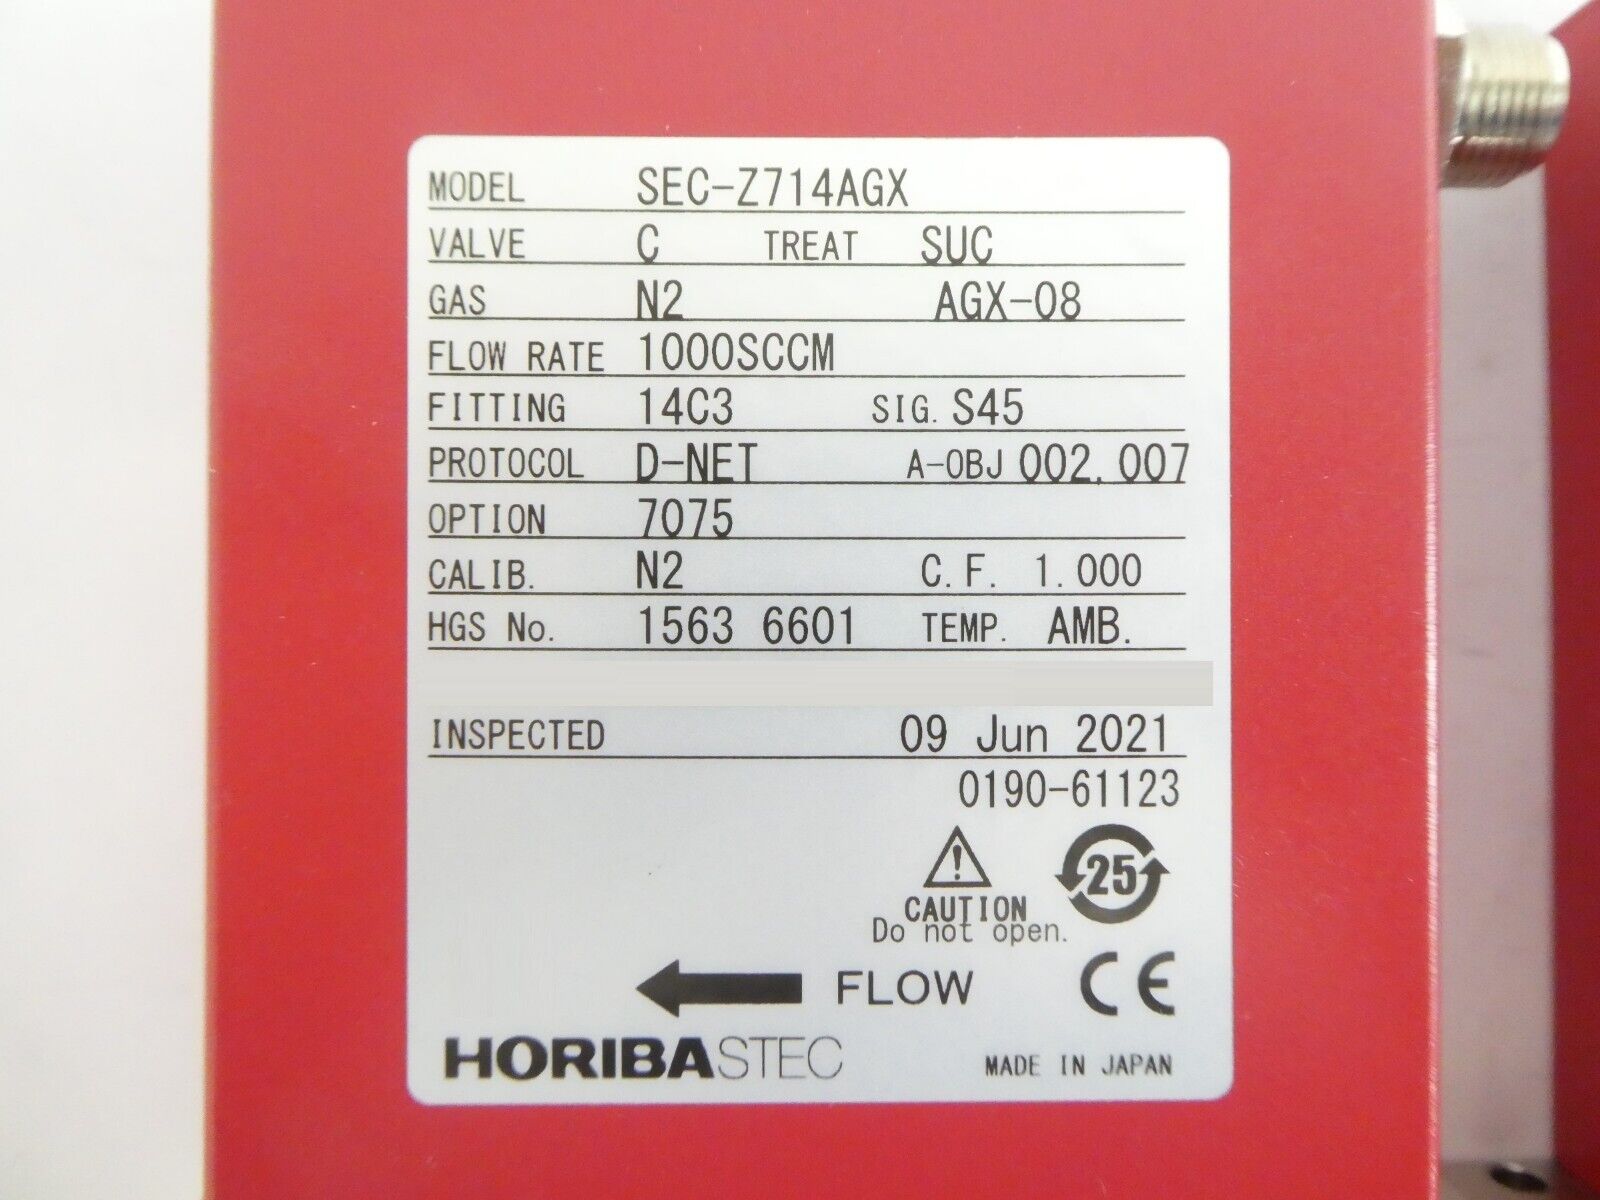 MODEL SEC-Z714AGX
VALVE C TREAT SUC
GAS N2 AGX-08
FLOW RATE 1000SCCM
FITTING 14C3 SIG. S45
PROTOCOL D-NET A-OBJ 002.007
OPTION 7075
CALIB. N2 C.F. 1.000
HGS No. 1563 6601 TEMP. AMB.
INSPECTED 09 Jun 2021
0190-61123
25
CAUTION
Do not open.
FLOW CE
HORIBASTEC MADE IN JAPAN